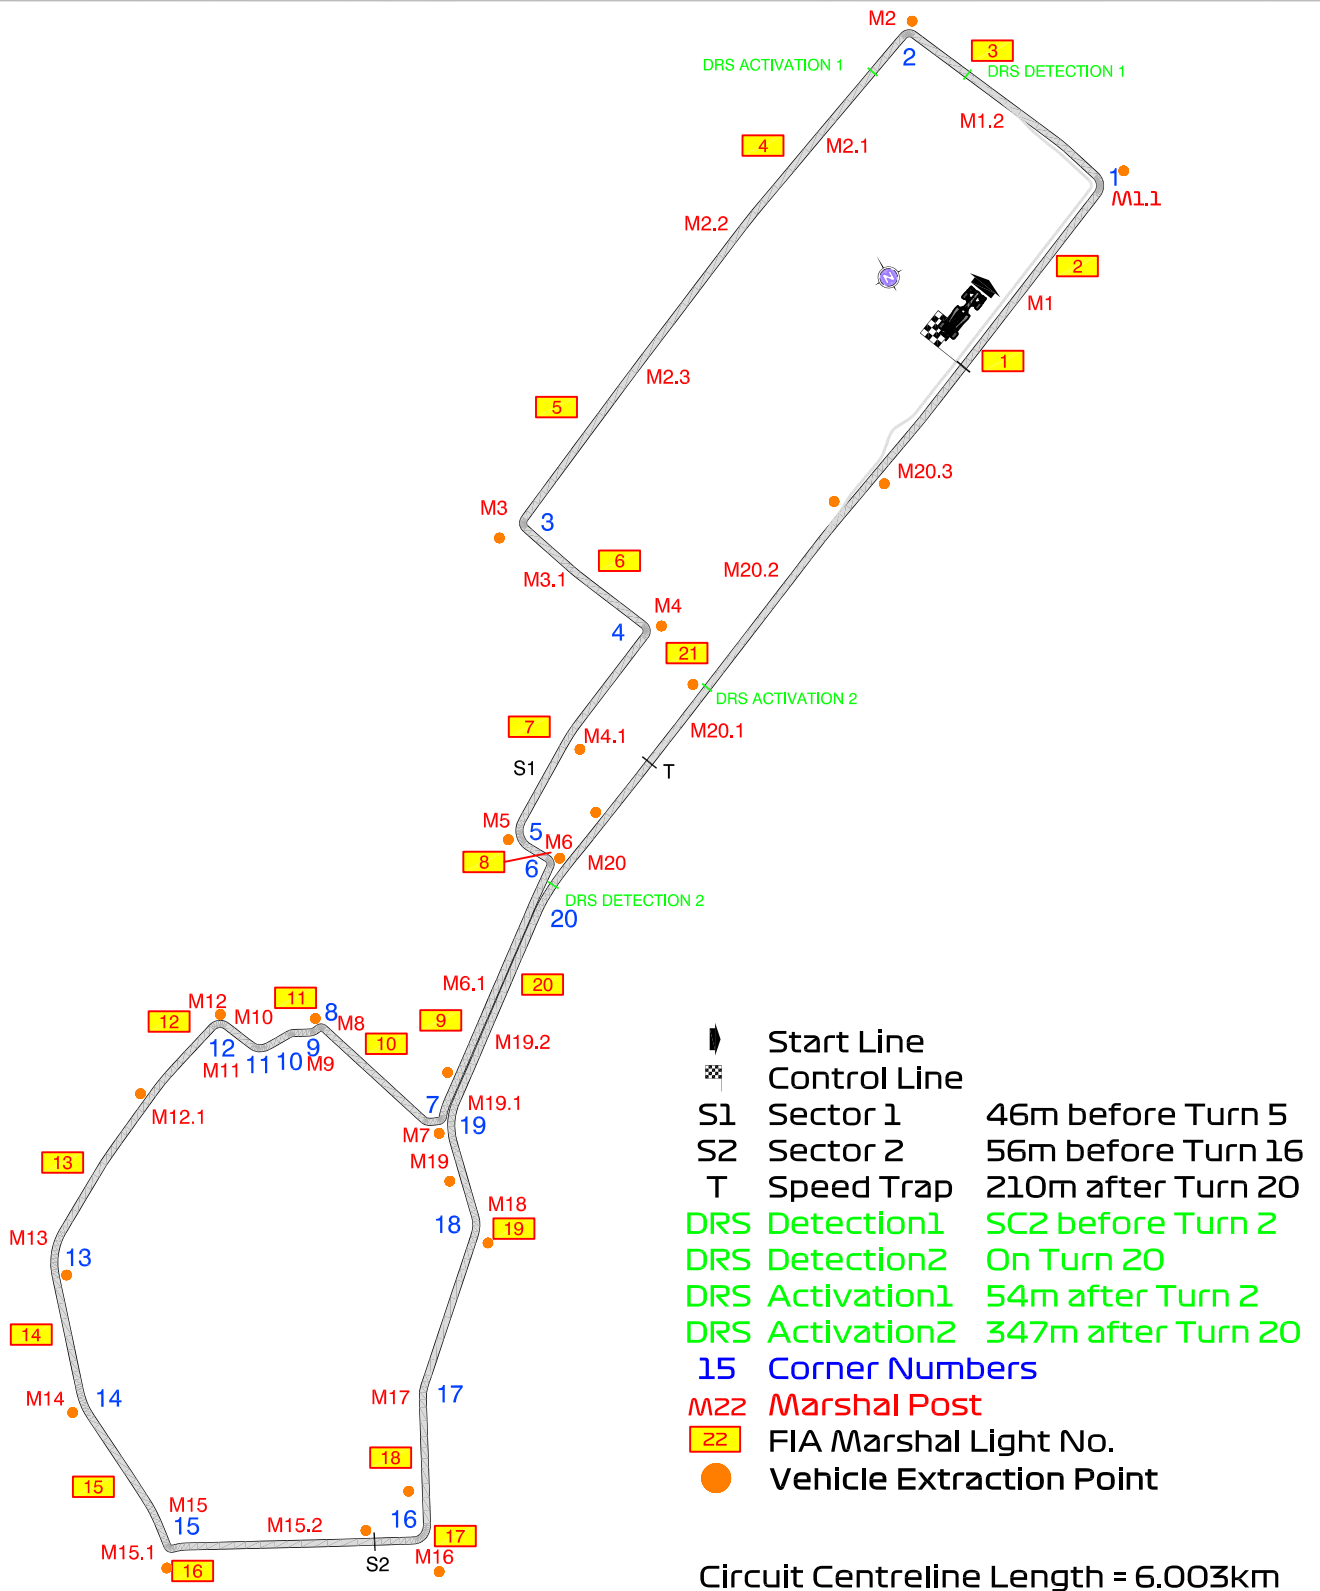 M2
3
2
DRS ACTIVATION 1
DRS DETECTION 1
M1.2
4
M2.1
1
M1.1
M2.2
2
N
M1
1
M2.3
5
M20.3
M3
3
6
M20.2
M3.1
M4
4
21
DRS ACTIVATION 2
7
M20.1
M4.1
S1
T
M5
5
M6
8
6
M20
DRS DETECTION 2
20
M6.1
20
11
M12
M10
8
M8
12
9
10
M19.2
12
11
10
9
M11
M9
M12.1
7
M19.1
19
M7
M19
13
M18
18
19
M13
13
14
M14
14
M17
17
18
15
M15
15
M15.2
16
17
M15.1
16
S2
M16
Start Line
Control Line
S1 Sector 1 46m before Turn 5
S2 Sector 2 56m before Turn 16
T Speed Trap 210m after Turn 20
DRS Detection1 SC2 before Turn 2
DRS Detection2 On Turn 20
DRS Activation1 54m after Turn 2
DRS Activation2 347m after Turn 20
15 Corner Numbers
M22 Marshal Post
22 FIA Marshal Light No.
Vehicle Extraction Point
Circuit Centreline Length = 6.003km